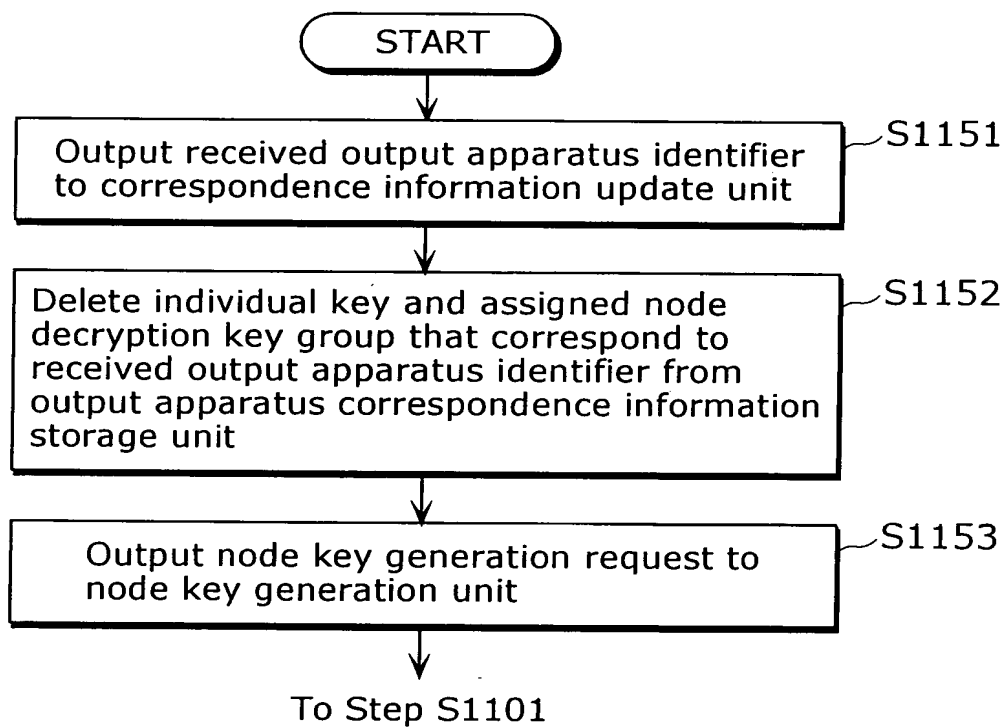 START
Output received output apparatus identifier
to correspondence information update unit
S1151
Delete individual key and assigned node
decryption key group that correspond to
received output apparatus identifier from
output apparatus correspondence information
storage unit
S1152
Output node key generation request to
node key generation unit
S1153
To Step S1101